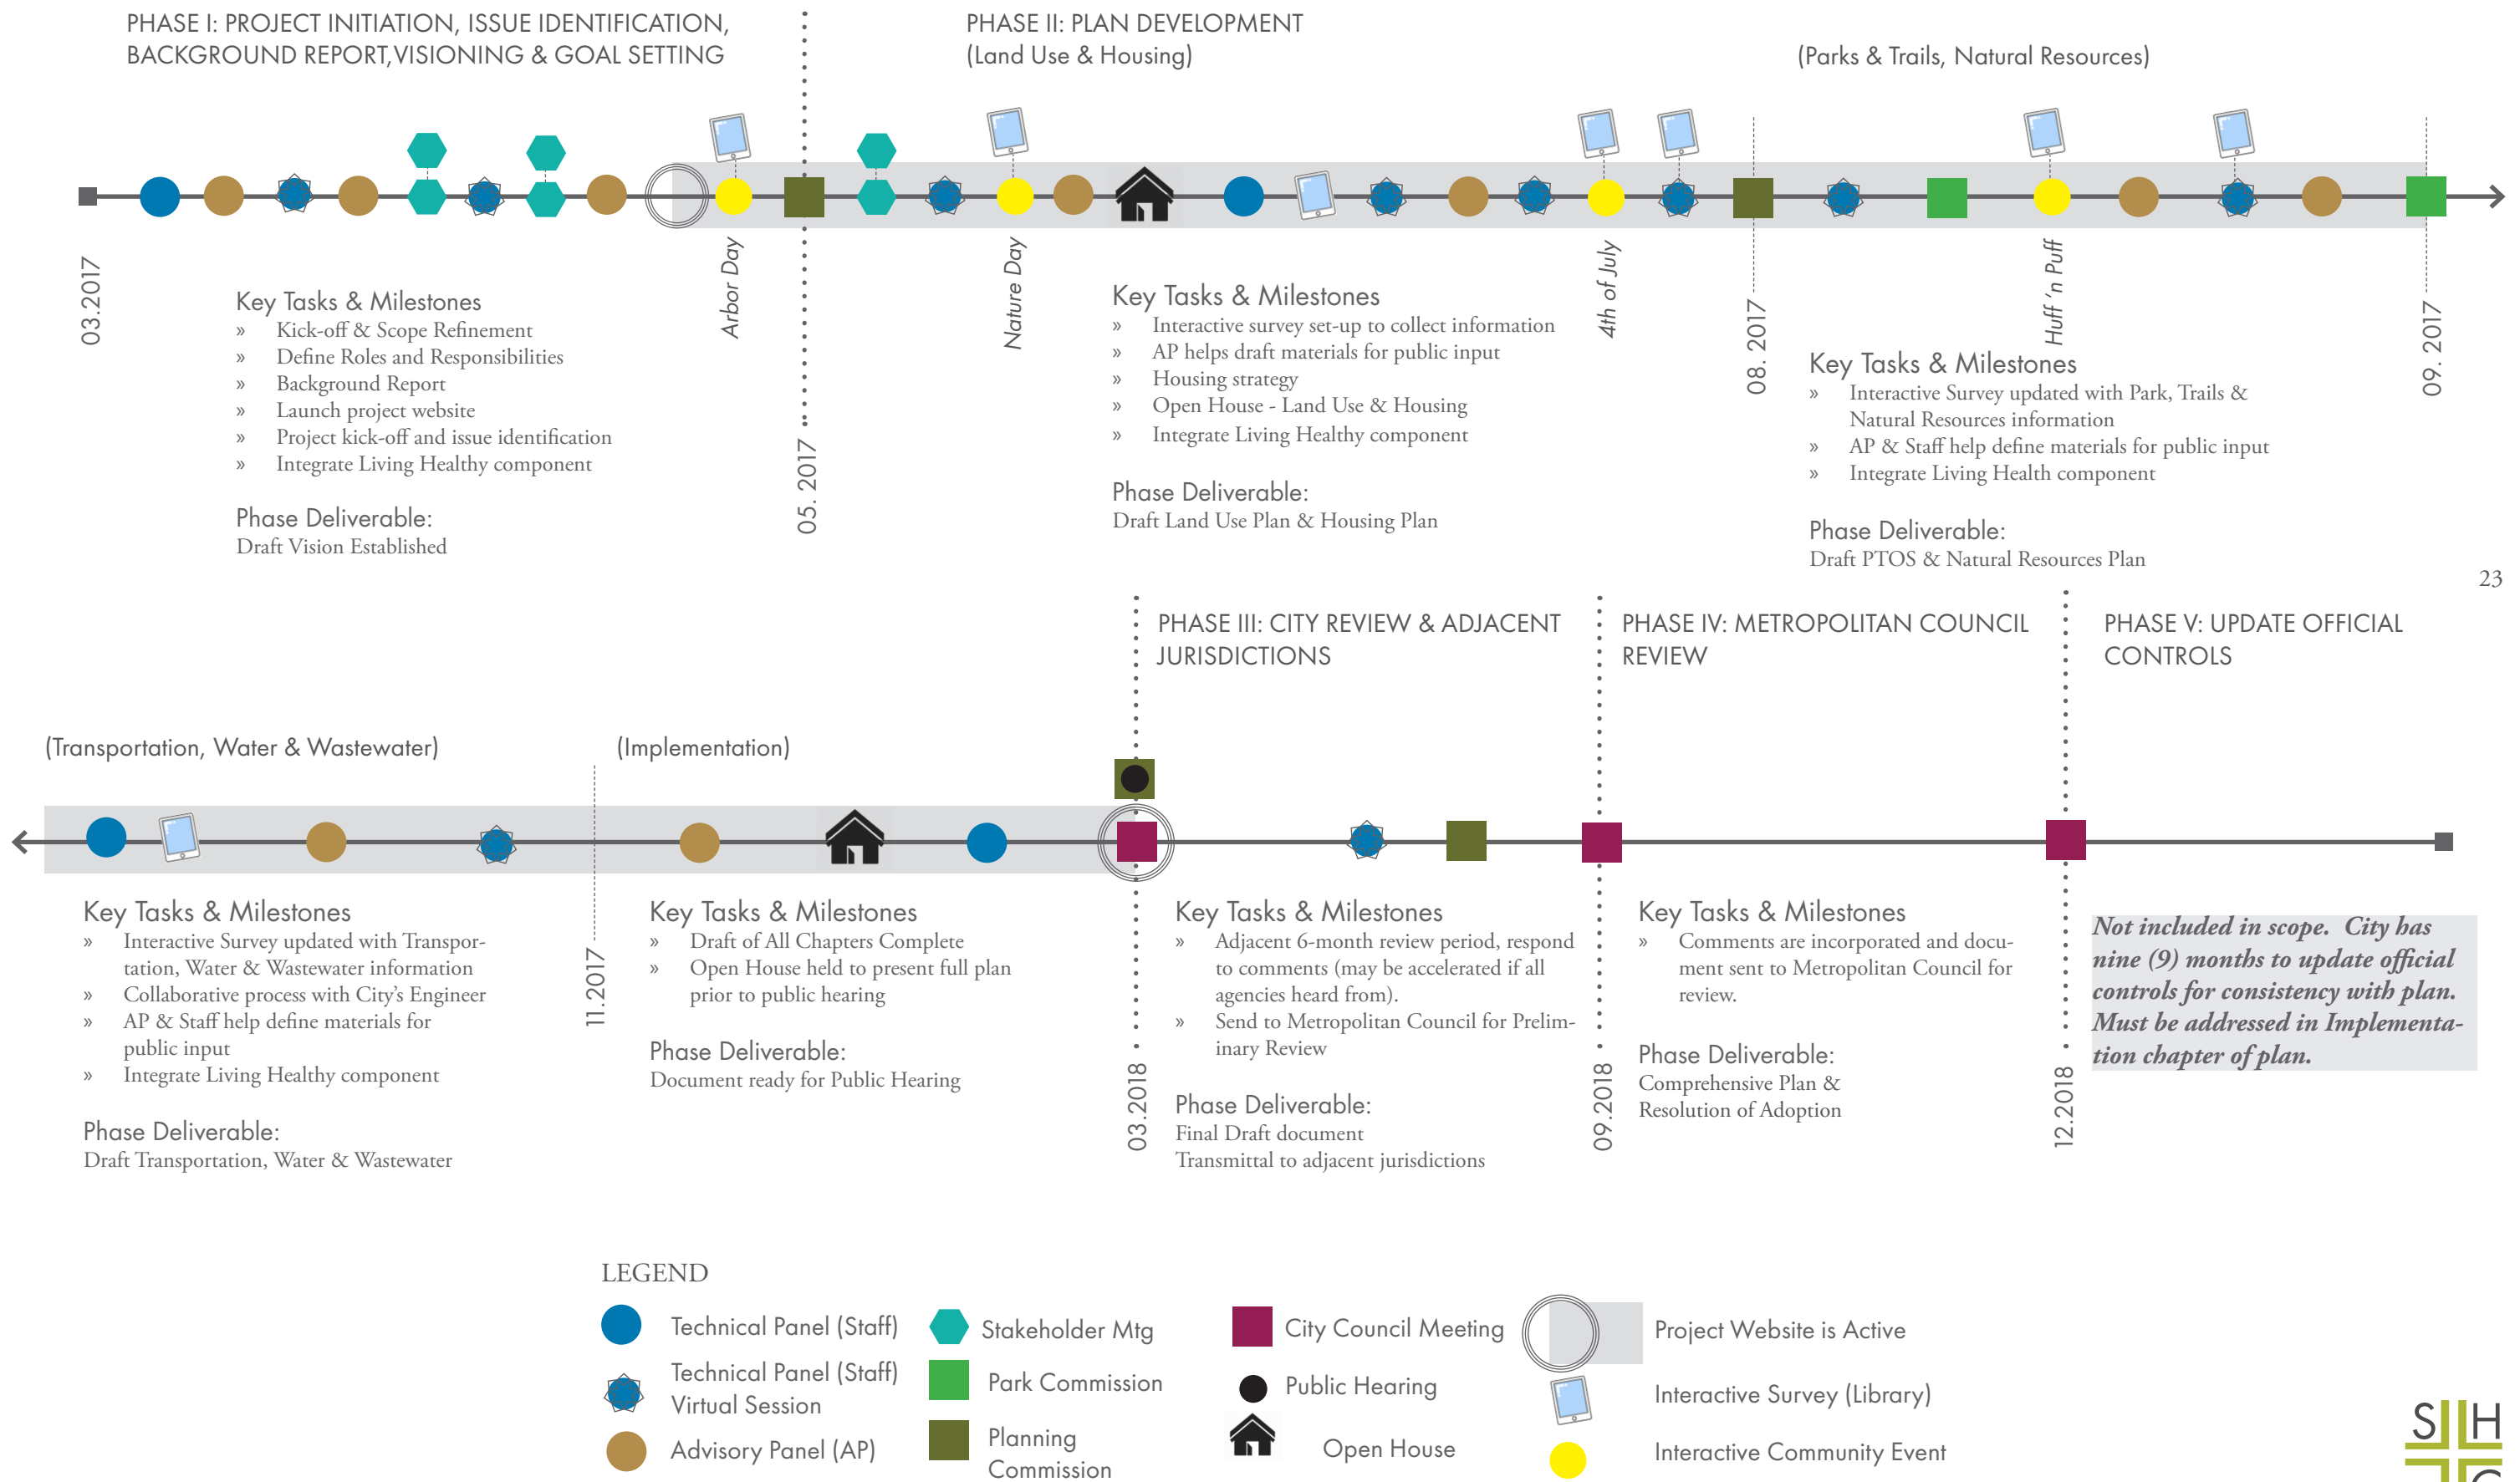 PHASE I: PROJECT INITIATION, ISSUE IDENTIFICATION,
BACKGROUND REPORT, VISIONING & GOAL SETTING
PHASE II: PLAN DEVELOPMENT
(Land Use & Housing)
(Parks & Trails, Natural Resources)
03.2017
Arbor Day
05. 2017
Nature Day
4th of July
08. 2017
Huff 'n Puff
09. 2017
Key Tasks & Milestones
» Kick-off & Scope Refinement
» Define Roles and Responsibilities
» Background Report
» Launch project website
» Project kick-off and issue identification
» Integrate Living Healthy component
Phase Deliverable:
Draft Vision Established
Key Tasks & Milestones
» Interactive survey set-up to collect information
» AP helps draft materials for public input
» Housing strategy
» Open House - Land Use & Housing
» Integrate Living Healthy component
Phase Deliverable:
Draft Land Use Plan & Housing Plan
Key Tasks & Milestones
» Interactive Survey updated with Park, Trails &
Natural Resources information
» AP & Staff help define materials for public input
» Integrate Living Health component
Phase Deliverable:
Draft PTOS & Natural Resources Plan
23
PHASE III: CITY REVIEW & ADJACENT
JURISDICTIONS
PHASE IV: METROPOLITAN COUNCIL
REVIEW
PHASE V: UPDATE OFFICIAL
CONTROLS
(Transportation, Water & Wastewater)
(Implementation)
Key Tasks & Milestones
» Interactive Survey updated with Transpor-
tation, Water & Wastewater information
» Collaborative process with City's Engineer
» AP & Staff help define materials for
public input
» Integrate Living Healthy component
Phase Deliverable:
Draft Transportation, Water & Wastewater
11.2017
Key Tasks & Milestones
» Draft of All Chapters Complete
» Open House held to present full plan
prior to public hearing
Phase Deliverable:
Document ready for Public Hearing
03.2018
Key Tasks & Milestones
» Adjacent 6-month review period, respond
to comments (may be accelerated if all
agencies heard from).
» Send to Metropolitan Council for Prelim-
inary Review
Phase Deliverable:
Final Draft document
Transmittal to adjacent jurisdictions
09.2018
Key Tasks & Milestones
» Comments are incorporated and docu-
ment sent to Metropolitan Council for
review.
Phase Deliverable:
Comprehensive Plan &
Resolution of Adoption
12.2018
Not included in scope. City has
nine (9) months to update official
controls for consistency with plan.
Must be addressed in Implementa-
tion chapter of plan.
LEGEND
Technical Panel (Staff)
Technical Panel (Staff)
Virtual Session
Advisory Panel (AP)
Stakeholder Mtg
Park Commission
Planning
Commission
City Council Meeting
Public Hearing
Open House
Project Website is Active
Interactive Survey (Library)
Interactive Community Event
S H